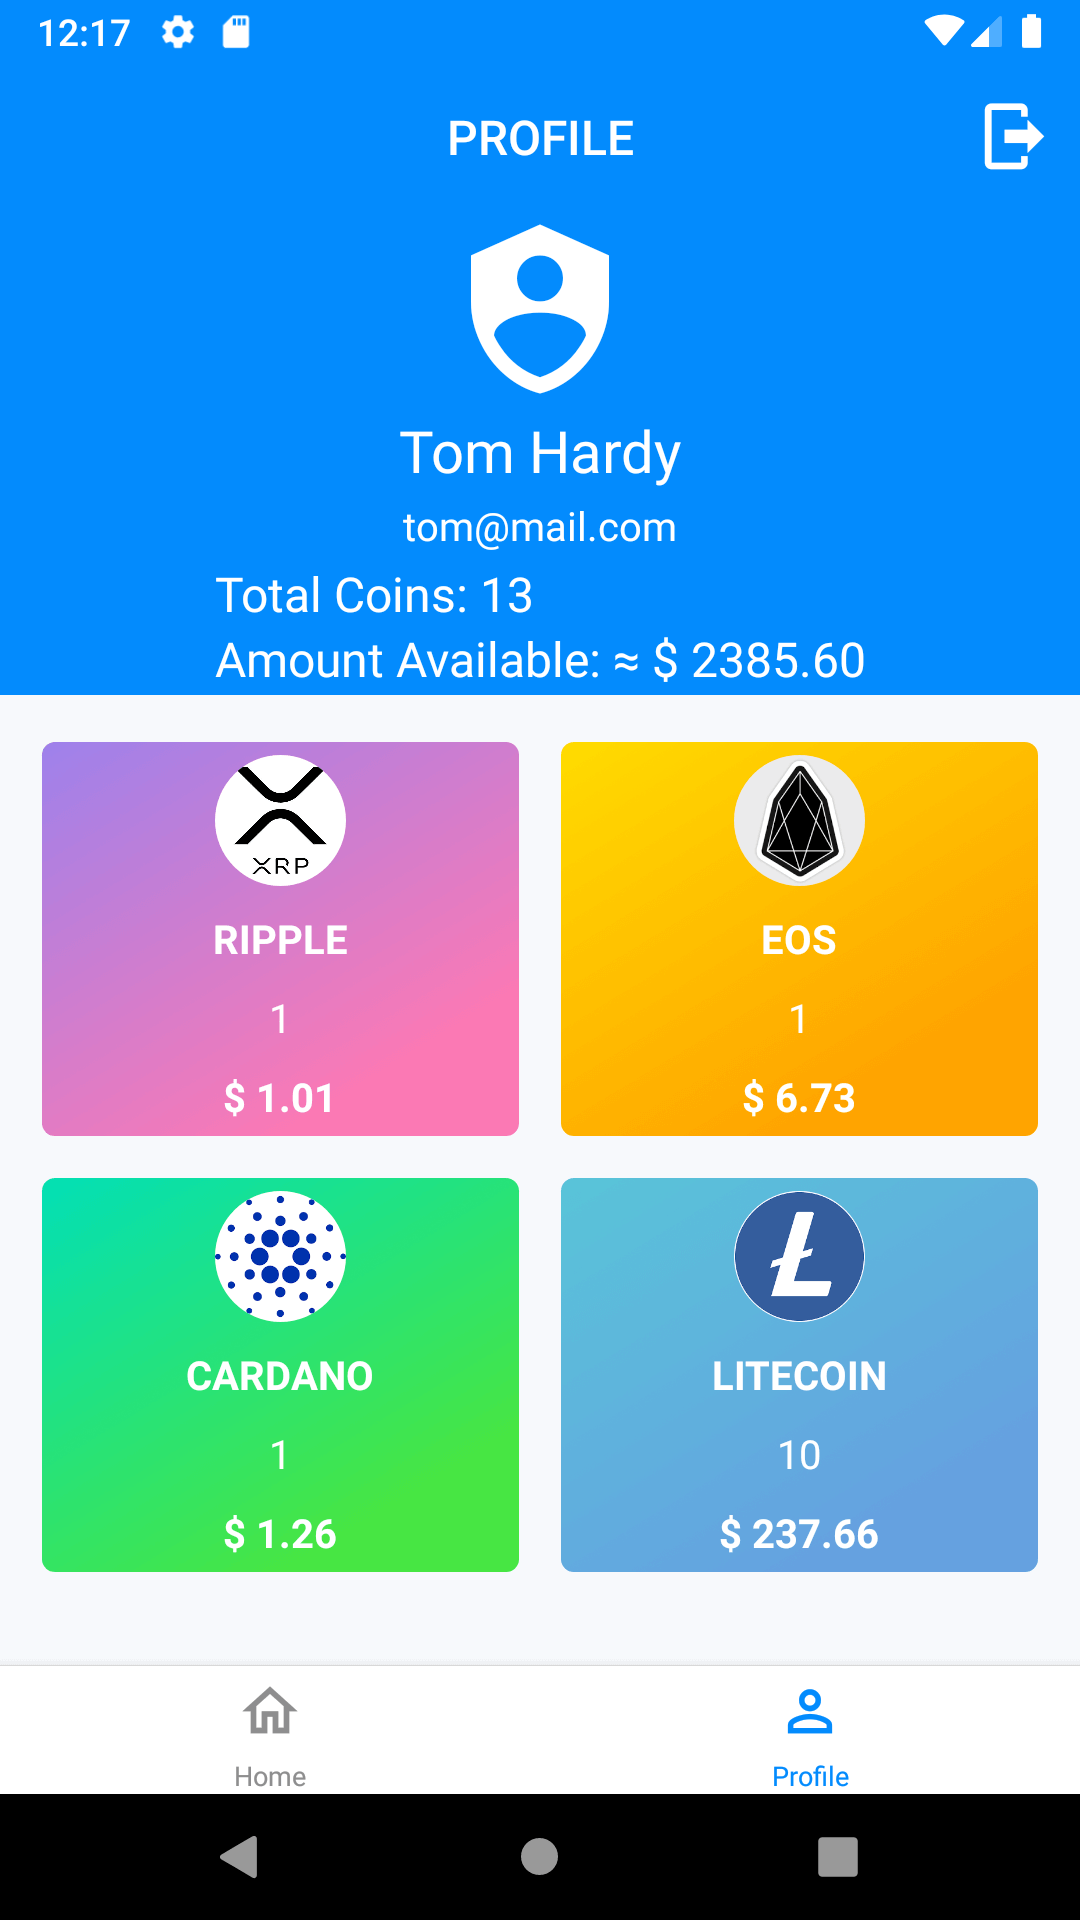 12:17
PROFILE
Tom Hardy
tom@mail.com
Total Coins: 13
Amount Available: ≈ $ 2385.60
XRP
RIPPLE
1
$ 1.01
EOS
1
$ 6.73
CARDANO
1
$ 1.26
LITECOIN
10
$ 237.66
Home
Profile